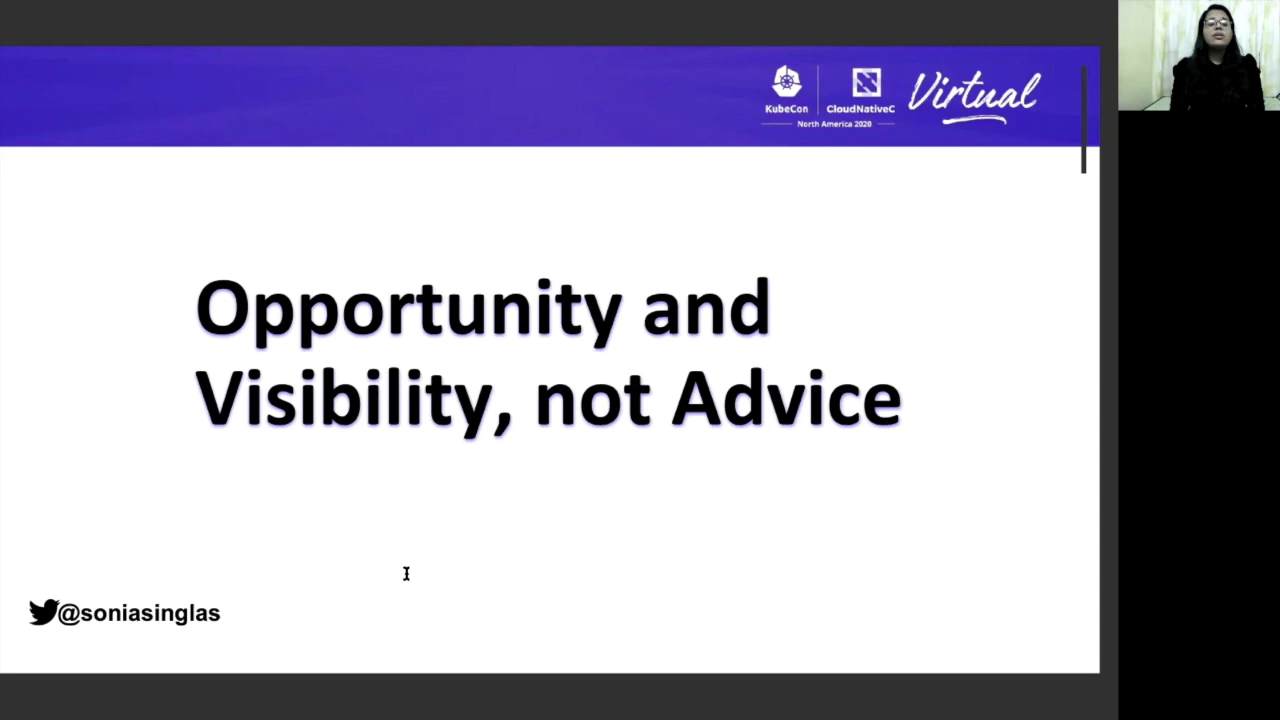 KubeCon
CloudNativeC
Virtual
North America 2020
Opportunity and
Visibility, not Advice
@soniasinglas